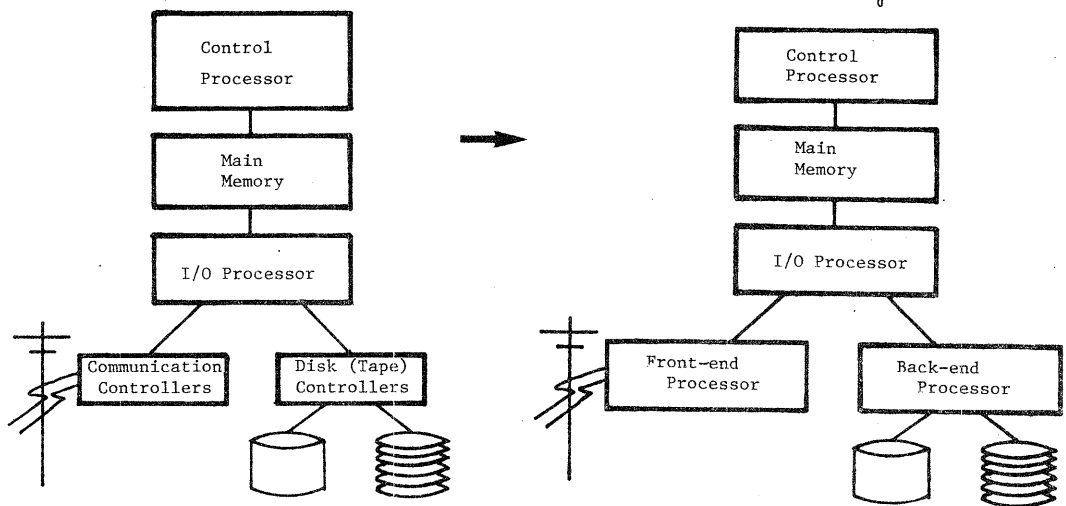 Control
Processor
Main
Memory
I/O Processor
Communication
Controllers
Disk (Tape)
Controllers
Control
Processor
Main
Memory
I/O Processor
Front-end
Processor
Back-end
Processor